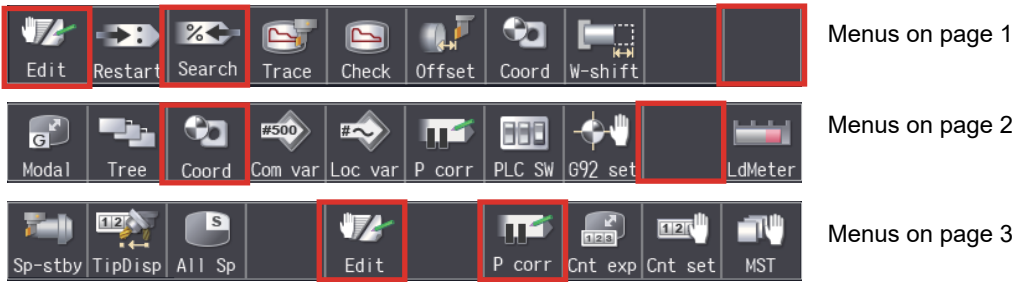 Edit Restart Search Trace Check Offset Coord W-shift
Menus on page 1
G #500 #~
Modal Tree Coord Com var Loc var P corr PLC SW G92 set LdMeter
Menus on page 2
12 S 123 12
Sp-stby TipDisp All Sp Edit P corr Cnt exp Cnt set MST
Menus on page 3